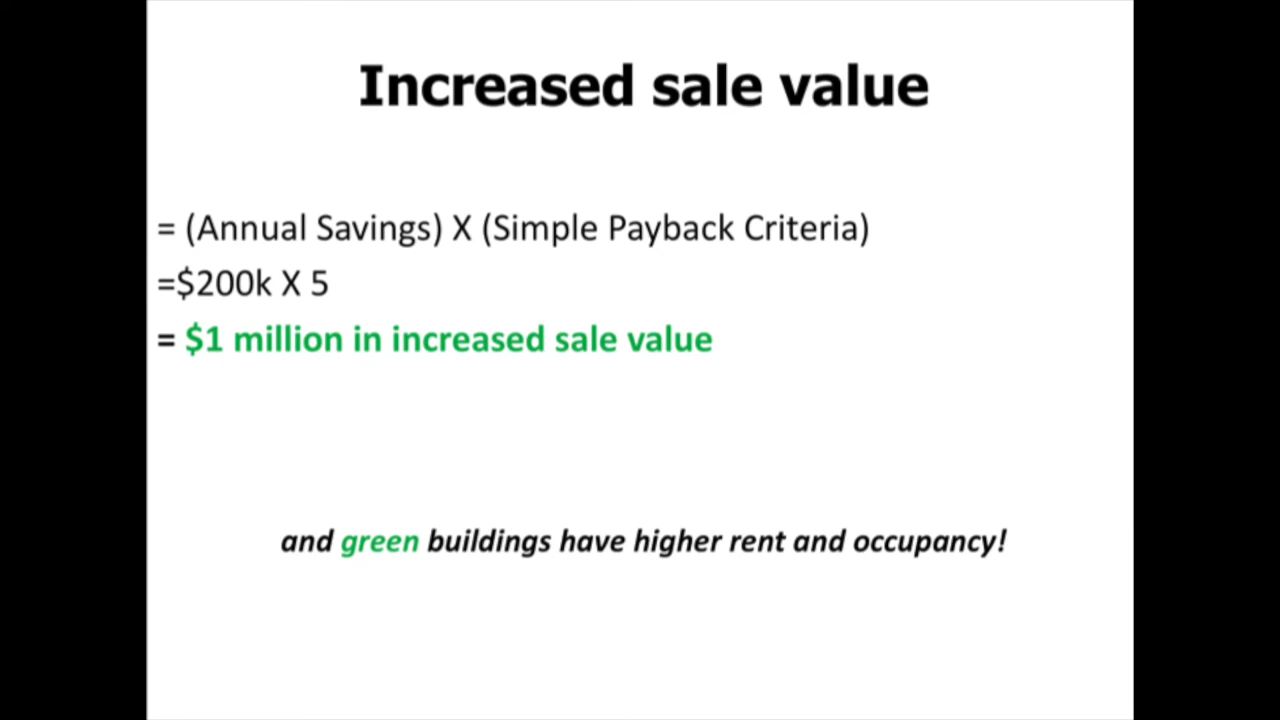 Increased sale value
= (Annual Savings) X (Simple Payback Criteria)
=$200k X 5
= $1 million in increased sale value
and green buildings have higher rent and occupancy!